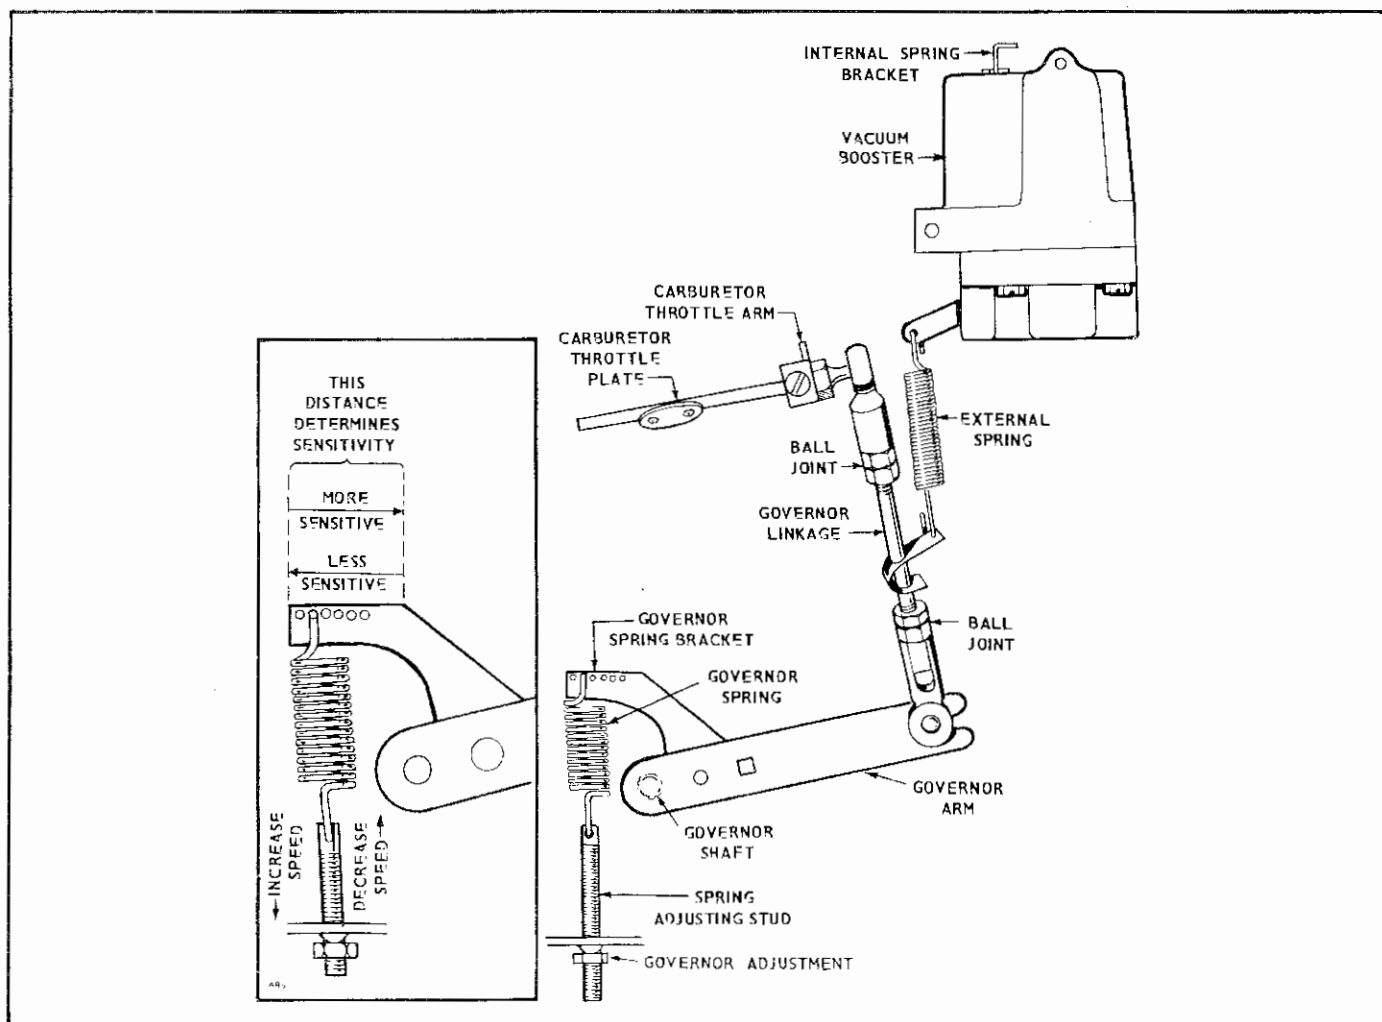 INTERNAL SPRING
BRACKET
VACUUM
BOOSTER
CARBURETOR
THROTTLE ARM
CARBURETOR
THROTTLE
PLATE
THIS
DISTANCE
DETERMINES
SENSITIVITY
MORE
SENSITIVE
LESS
SENSITIVE
EXTERNAL
SPRING
BALL
JOINT
GOVERNOR
LINKAGE
GOVERNOR
SPRING BRACKET
BALL
JOINT
GOVERNOR
SPRING
GOVERNOR
ARM
GOVERNOR
SHAFT
INCREASE
SPEED
DECREASE
SPEED
SPRING
ADJUSTING STUD
GOVERNOR ADJUSTMENT